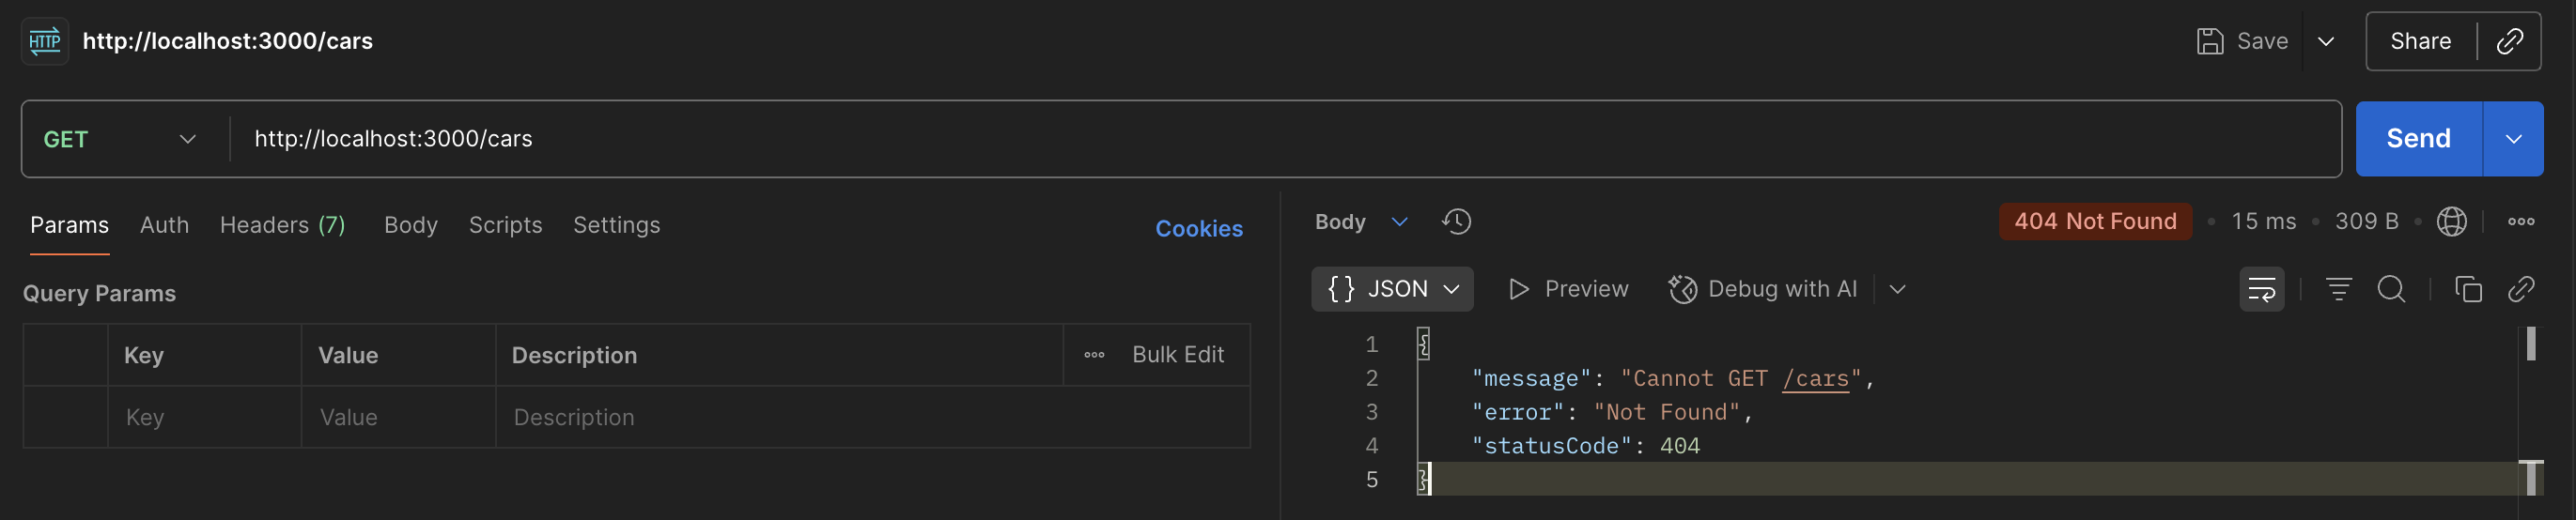 HTTP http://localhost:3000/cars
Save
Share
GET
http://localhost:3000/cars
Send
Params Auth Headers (7) Body Scripts Settings Cookies
Query Params
Key Value Description Bulk Edit
Key Value Description
Body
404 Not Found • 15 ms • 309 B •
{} JSON Preview Debug with AI
1 {
2 "message": "Cannot GET /cars",
3 "error": "Not Found",
4 "statusCode": 404
5 }